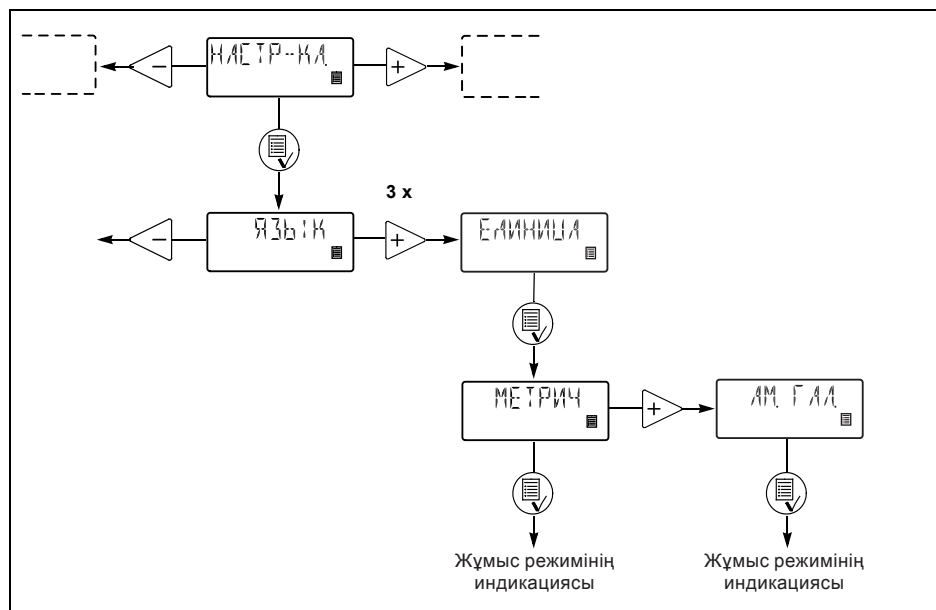 НАСТР-КА.
3 x
ЯЗЫК
ЕДИНИЦА
МЕТРИЧ
АМ. ГАЛ.
Жұмыс режимінің
индикациясы
Жұмыс режимінің
индикациясы